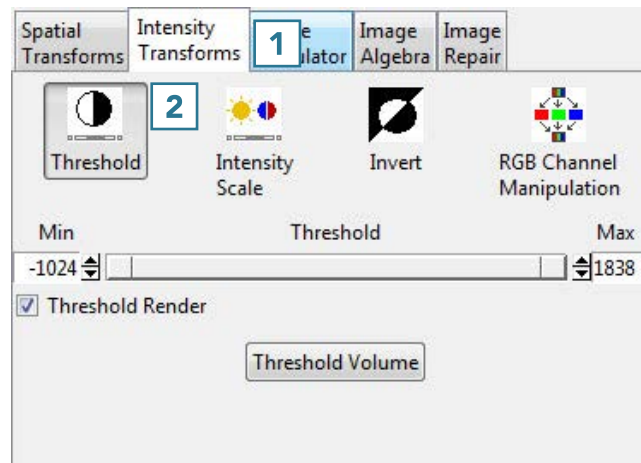 Spatial Transforms
Intensity Transforms
1
Image Algebra
Image Repair
2
Threshold
Intensity Scale
Invert
RGB Channel Manipulation
Min
Threshold
Max
-1024
1838
Threshold Render
Threshold Volume